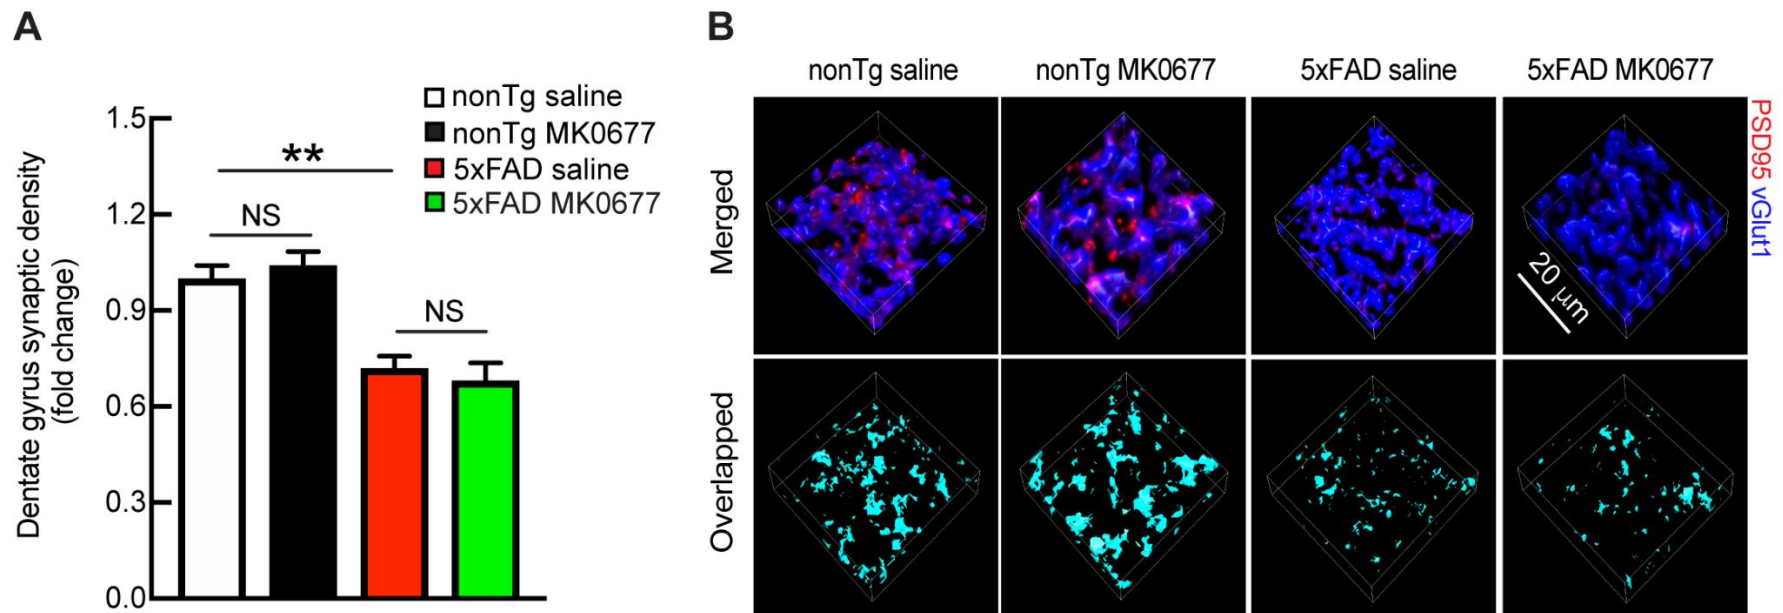 A
Dentate gyrus synaptic density
(fold change)
1.5
1.2
0.9
0.6
0.3
0.0
**
NS
NS
nonTg saline
nonTg MK0677
5xFAD saline
5xFAD MK0677
B
nonTg saline
nonTg MK0677
5xFAD saline
5xFAD MK0677
Merged
20 μm
PSD95 vGlut1
Overlapped